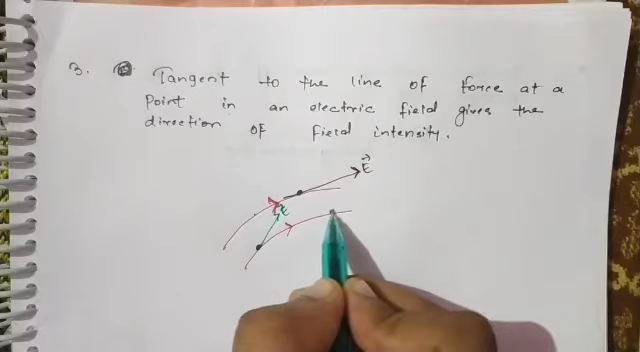 3. Tangent to the line of force at a
Point in an electric field gives the
direction of field intensity.
E
E